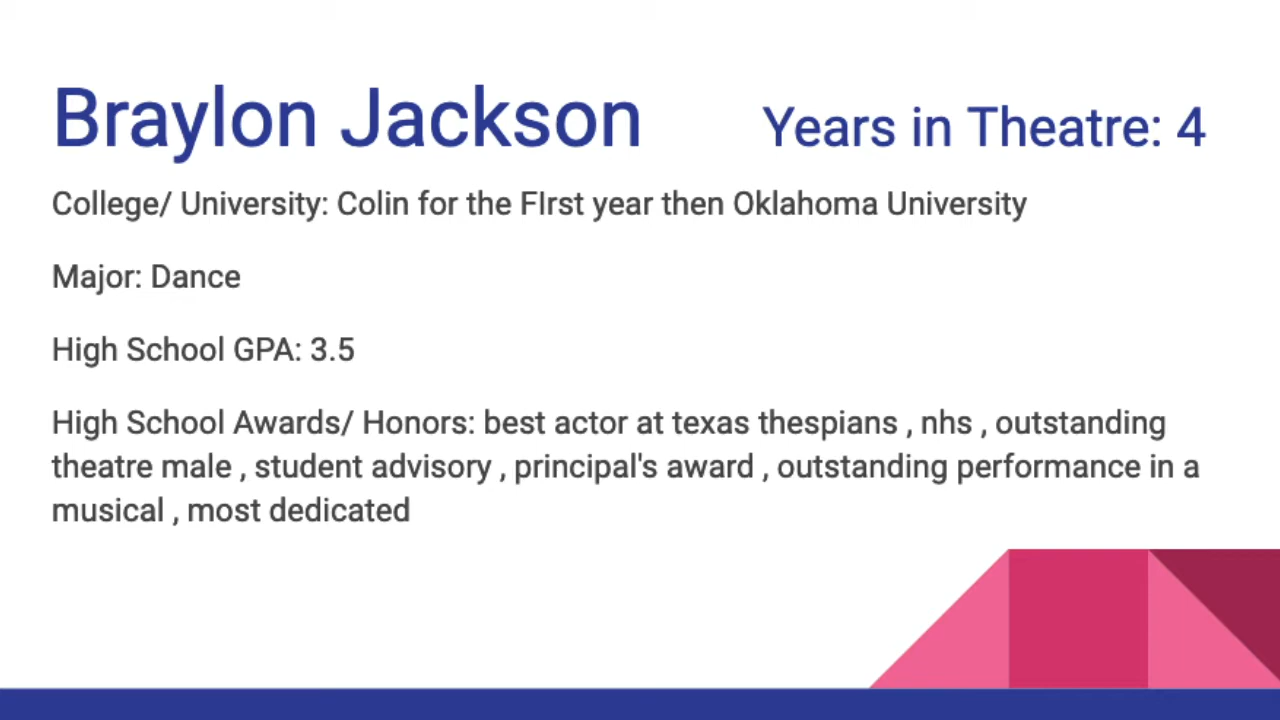 Braylon Jackson Years in Theatre: 4
College/ University: Colin for the FIrst year then Oklahoma University
Major: Dance
High School GPA: 3.5
High School Awards/ Honors: best actor at texas thespians , nhs , outstanding
theatre male , student advisory , principal's award , outstanding performance in a
musical , most dedicated